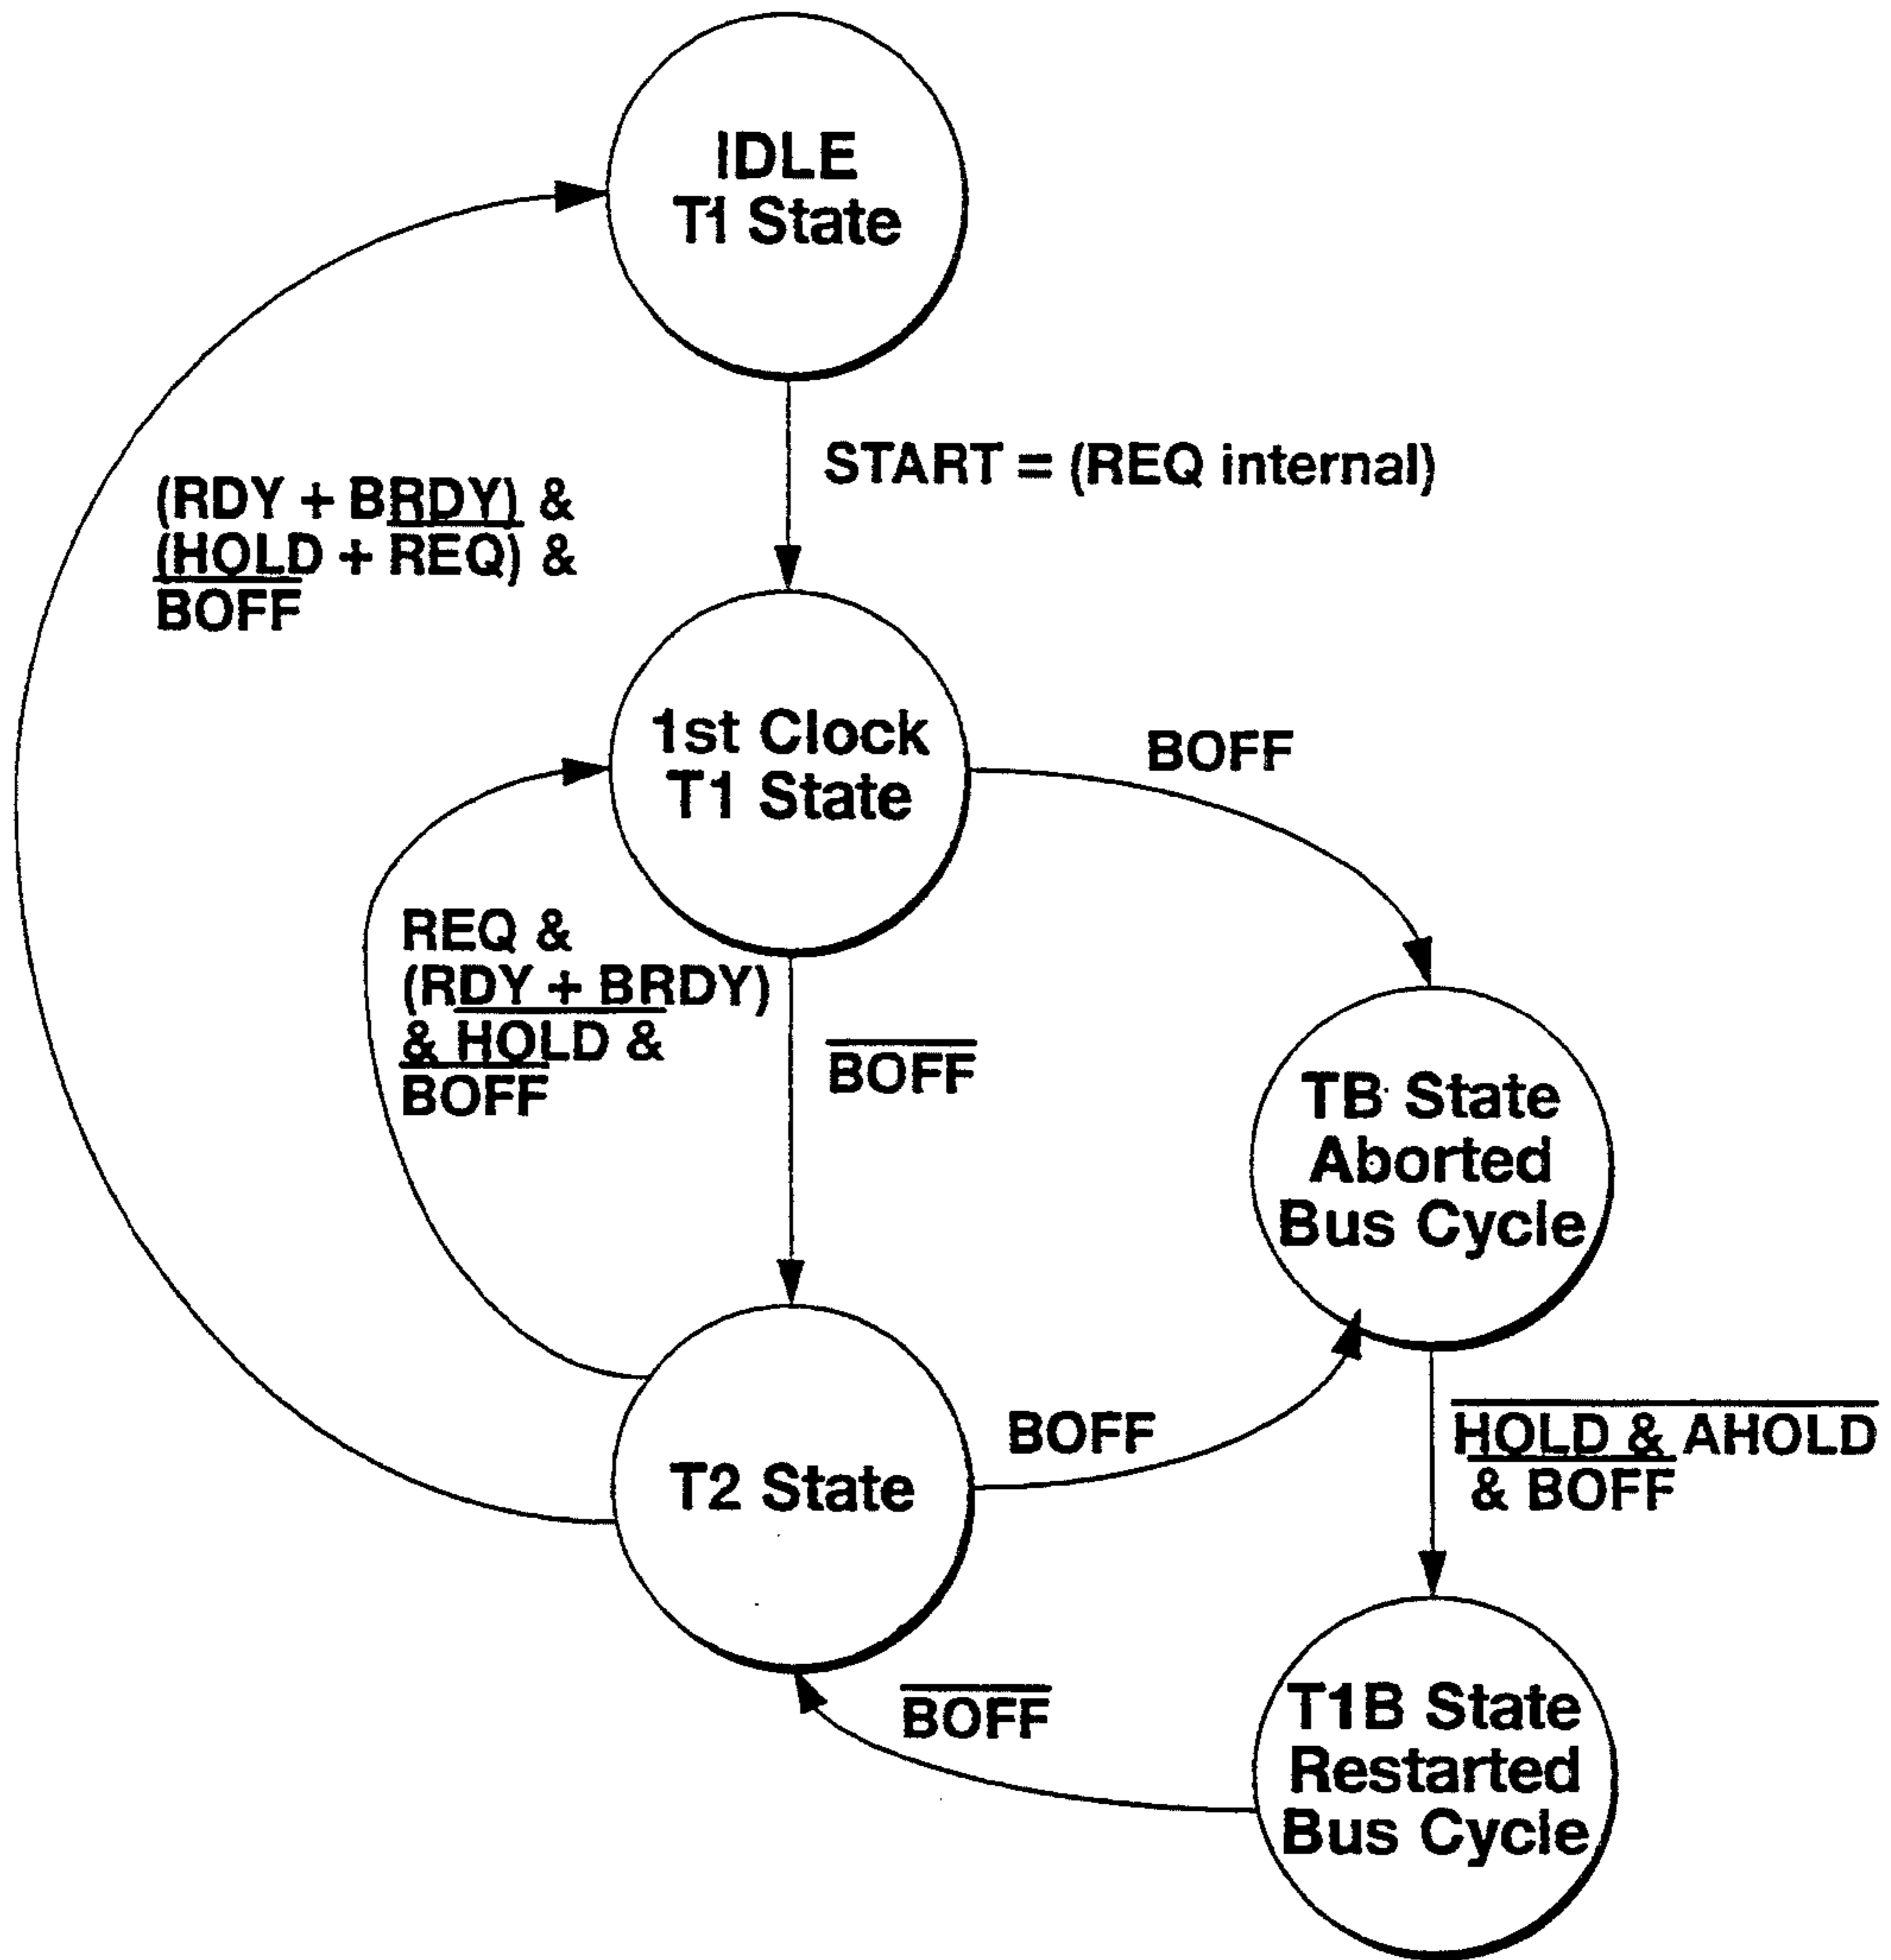 IDLE
T1 State
START = (REQ internal)
(RDY + BRDY) &
(HOLD + REQ) &
BOFF
1st Clock
T1 State
BOFF
REQ &
(RDY + BRDY)
& HOLD &
BOFF
BOFF
TB State
Aborted
Bus Cycle
HOLD & AHOLD
& BOFF
BOFF
T2 State
BOFF
T1B State
Restarted
Bus Cycle